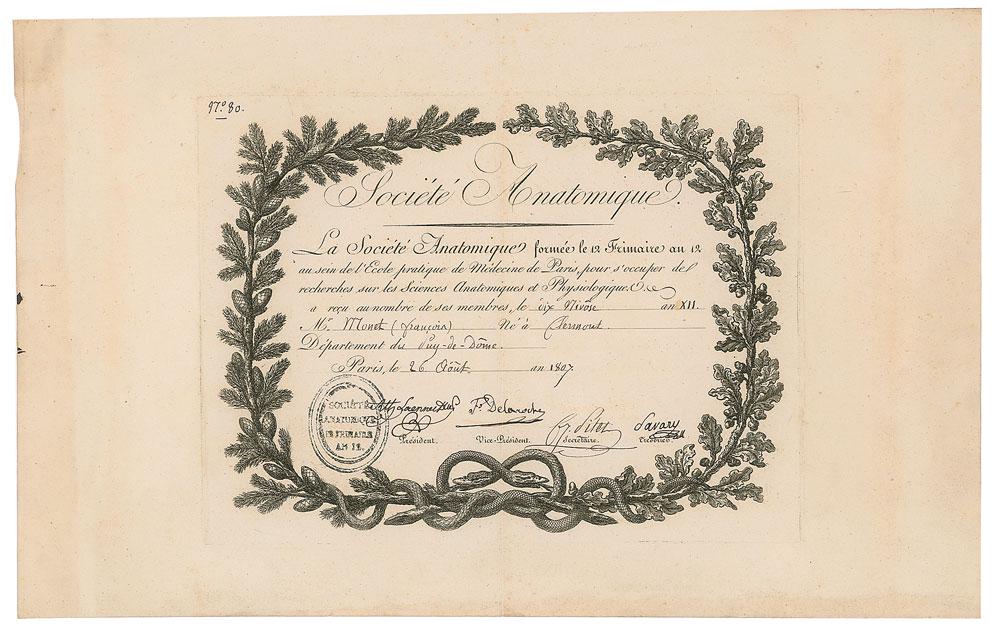 N.º 80.
Société Anatomique.
La Société Anatomique formée le 12 Frimaire an 12
au sein de l'Ecole pratique de Médecine de Paris, pour s'occuper de
recherches sur les Sciences Anatomiques et Physiologique. &.
a reçu au nombre de ses membres, le dix Nivôse an XII.
Mr. Monet (françois) Né à Clermont.
Département du Puy-de-Dôme.
Paris, le 26 Août an 1807
SOCIÉTÉ
ANATOMIQUE
12 FRIMAIRE
AN 12.
Laennec F. Delaroche Savary
Président. Vice-Président. Secrétaire. Trésorier.